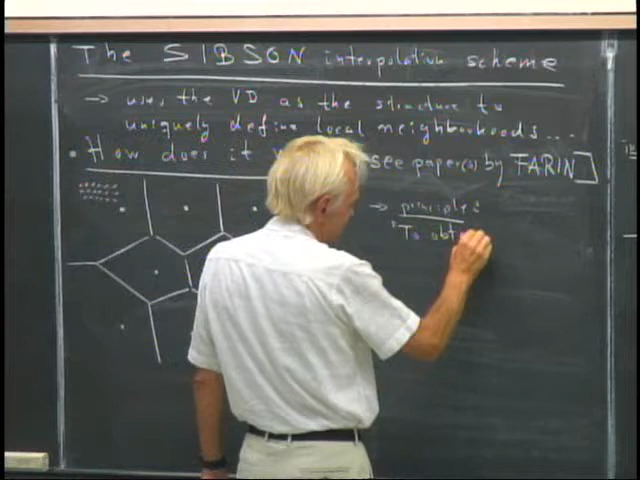 The SIBSON interpolation scheme
→ uses the VD as the structure to
uniquely define local neighborhoods...
• How does it see paper(s) by FARIN]
→ principle:
"To obt